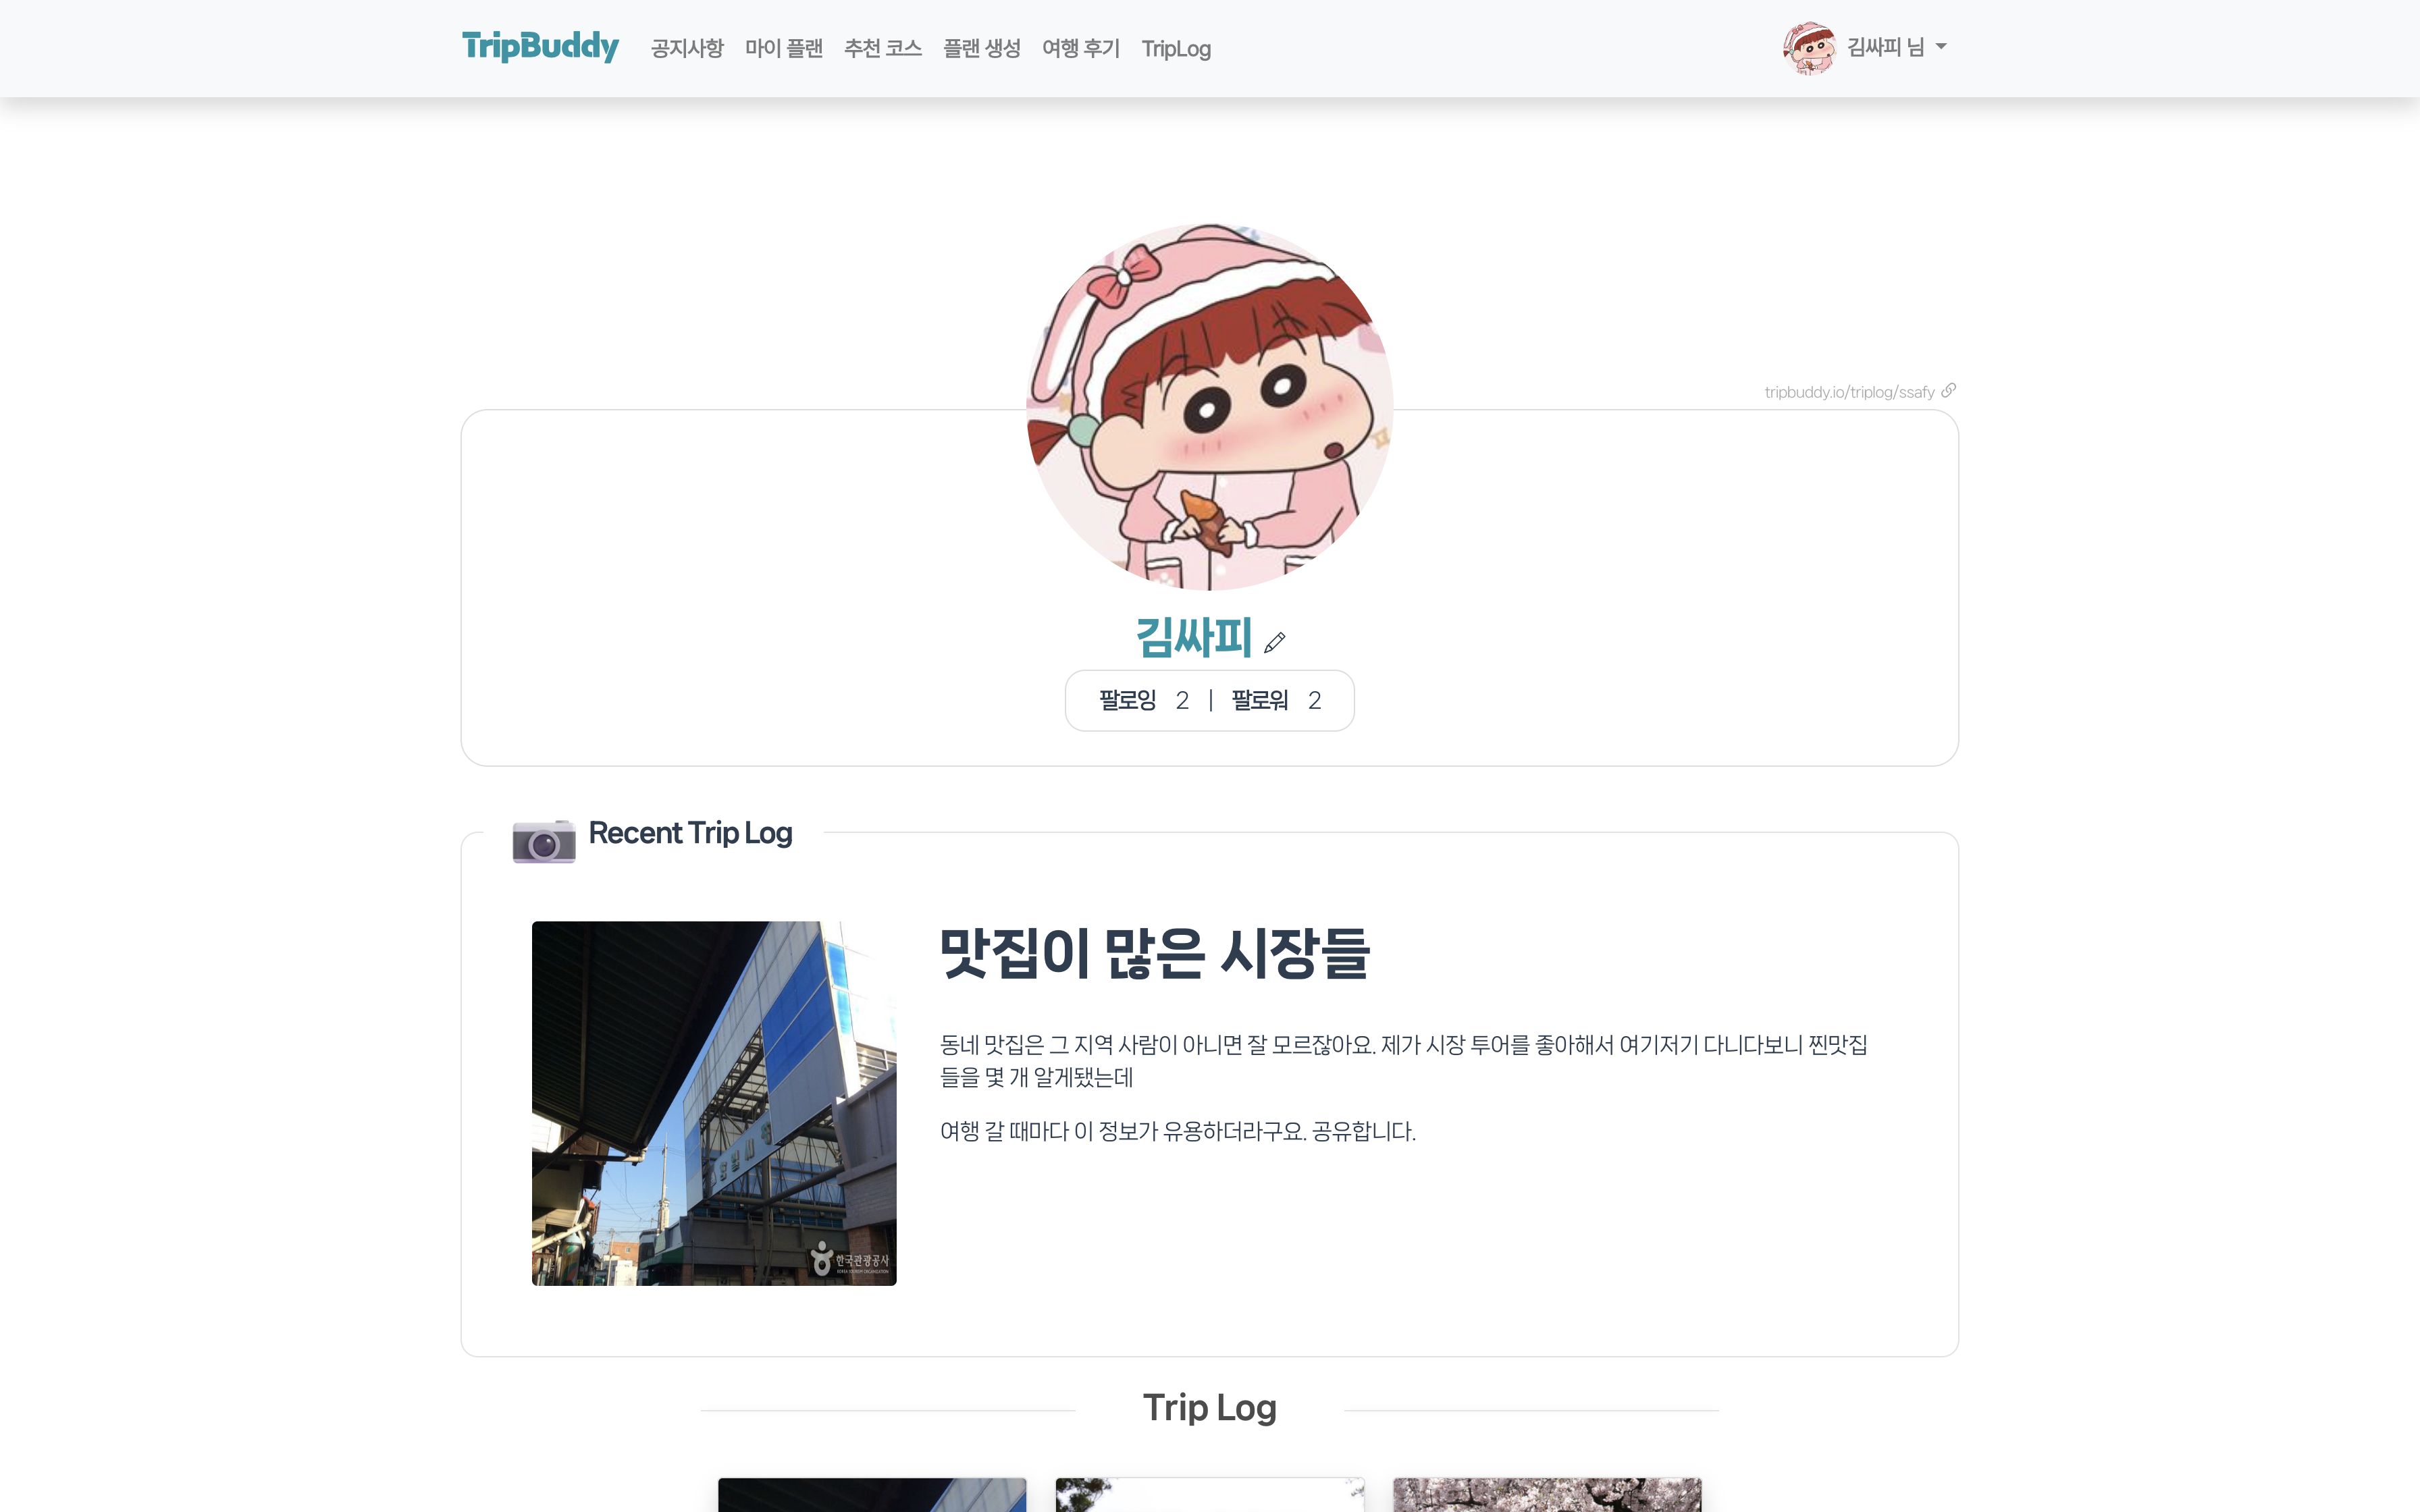 TripBuddy 공지사항 마이 플랜 추천 코스 플랜 생성 여행 후기 TripLog 김싸피 님
tripbuddy.io/triplog/ssafy
김싸피
팔로잉 2 | 팔로워 2
Recent Trip Log
맛집이 많은 시장들
동네 맛집은 그 지역 사람이 아니면 잘 모르잖아요. 제가 시장 투어를 좋아해서 여기저기 다니다보니 찐맛집
들을 몇 개 알게됐는데
여행 갈 때마다 이 정보가 유용하더라구요. 공유합니다.
한국관광공사
KOREA TOURISM ORGANIZATION
Trip Log